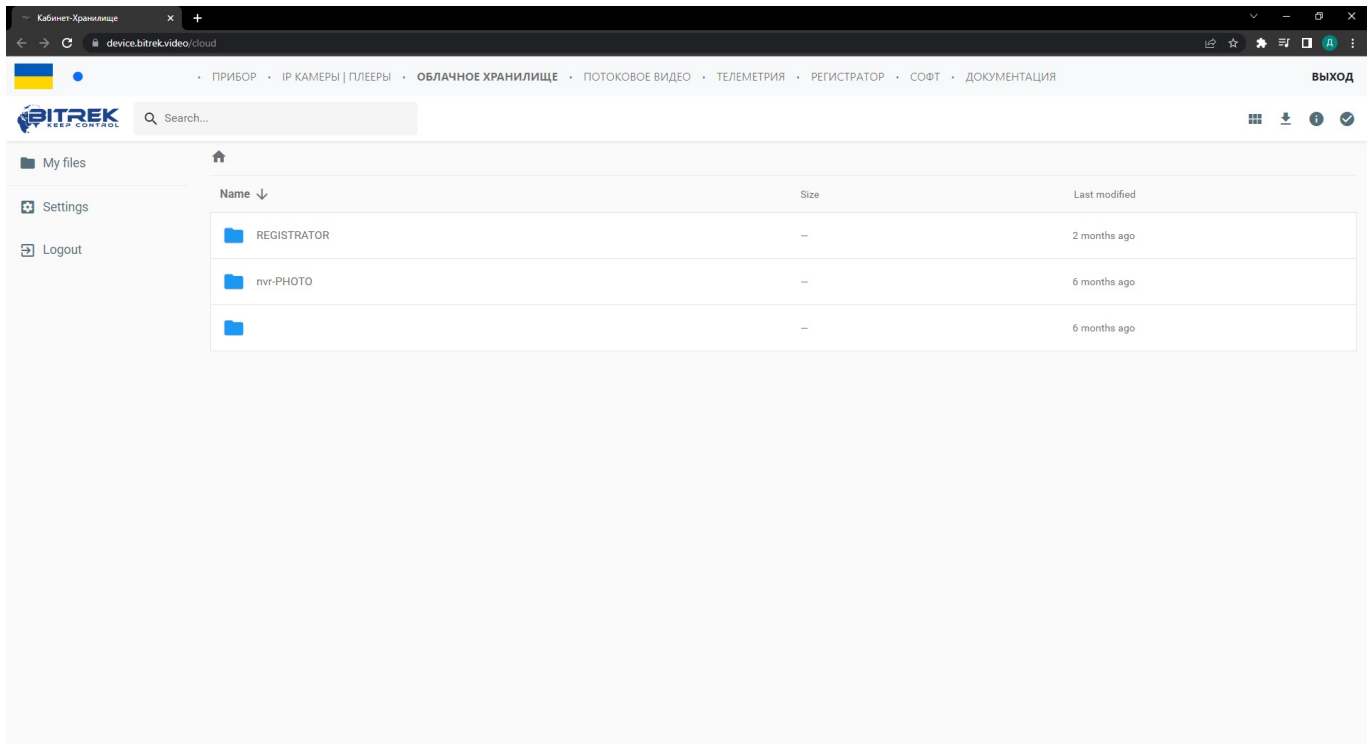 Кабинет-Хранилище
device.bitrek.video/cloud
Д
• ПРИБОР • IP КАМЕРЫ | ПЛЕЕРЫ • ОБЛАЧНОЕ ХРАНИЛИЩЕ • ПОТОКОВОЕ ВИДЕО • ТЕЛЕМЕТРИЯ • РЕГИСТРАТОР • СОФТ • ДОКУМЕНТАЦИЯ
ВЫХОД
BITREK
KEEP CONTROL
Search...
My files
Settings
Logout
Name Size Last modified
REGISTRATOR — 2 months ago
nvr-PHOTO — 6 months ago
— 6 months ago